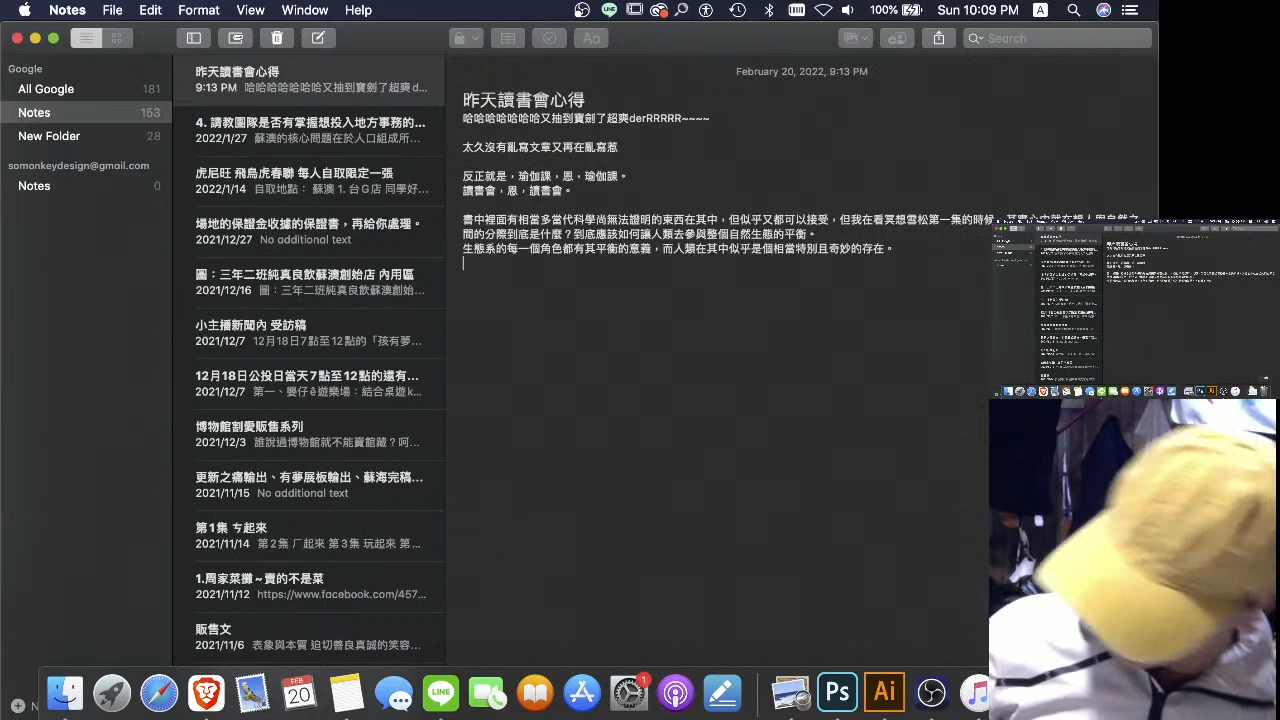 Notes File Edit Format View Window Help 100% Sun 10:09 PM A
Aa Search
Google
All Google 181
Notes 153
New Folder 28
somonkeydesign@gmail.com
Notes 0
昨天讀書會心得
9:13 PM 哈哈哈哈哈哈哈又抽到寶劍了超爽d...
4. 請教團隊是否有掌握想投入地方事務的...
2022/1/27 蘇澳的核心問題在於人口組成所...
虎尼旺 飛鳥虎春聯 每人自取限定一張
2022/1/14 自取地點： 蘇澳 1. 台G店 同學好...
場地的保證金收據的保證書，再給你處理。
2021/12/27 No additional text
圖：三年二班純真良飲蘇澳創始店 內用區
2021/12/16 圖：三年二班純真良飲蘇澳創始...
小主播新聞內 受訪稿
2021/12/7 12月18日7點至12點的「孩有夢...
12月18日公投日當天7點至12點的還有...
2021/12/7 第一、嬰仔ê遊樂場：結合桌遊k...
博物館割愛販售系列
2021/12/3 誰說過博物館就不能賣館藏？呵...
更新之痛輸出、有夢展板輸出、蘇海完稿...
2021/11/15 No additional text
第1集 ㄘ起來
2021/11/14 第２集 ㄏ起來 第３集 玩起來 第...
1.周家菜攤～賣的不是菜
2021/11/12 https://www.facebook.com/457...
販售文
2021/11/6 表象與本質 迫切善良真誠的笑容...
February 20, 2022, 9:13 PM
昨天讀書會心得
哈哈哈哈哈哈哈又抽到寶劍了超爽derRRRRR~~~~
太久沒有亂寫文章又再在亂寫惹
反正就是，瑜伽課，恩，瑜伽課。
讀書會，恩，讀書會。
書中裡面有相當多當代科學尚無法證明的東西在其中，但似乎又都可以接受，但我在看冥想雪松第一集的時候，其實心中就在想人與自然之
間的分際到底是什麼？到底應該如何讓人類去參與整個自然生態的平衡。
生態系的每一個角色都有其平衡的意義，而人類在其中似乎是個相當特別且奇妙的存在。
FEB
20
LINE
1
Ps Ai
N